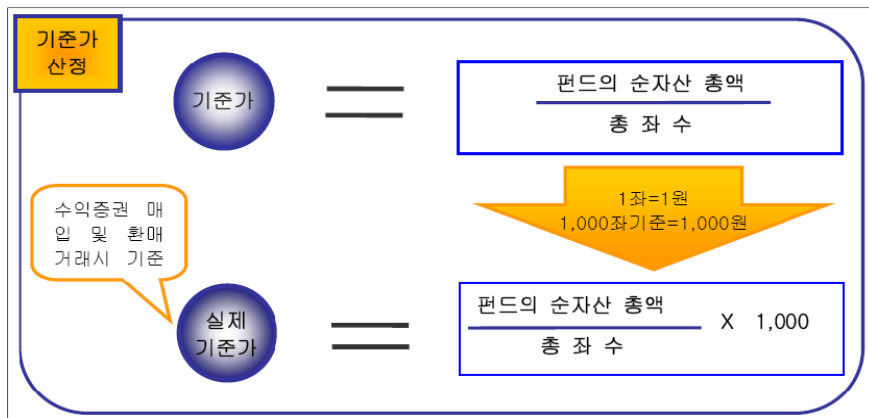 기준가
산정
기준가
펀드의 순자산 총액
총 좌 수
1좌=1원
1,000좌기준=1,000원
수익증권 매
입 및 환매
거래시 기준
실제
기준가
펀드의 순자산 총액
총 좌 수
X 1,000